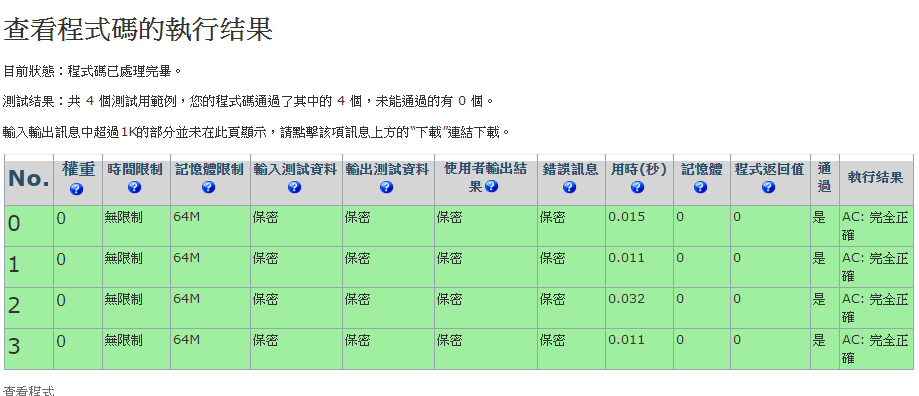 查看程式碼的執行结果
目前狀態：程式碼已處理完畢。
測試結果：共 4 個測試用範例，您的程式碼通過了其中的 4 個，未能通過的有 0 個。
輸入輸出訊息中超過1K的部分並未在此頁顯示，請點擊該項訊息上方的“下載”連結下載。
No. 權重 時間限制 記憶體限制 輸入測試資料 輸出測試資料 使用者輸出結果 錯誤訊息 用時(秒) 記憶體 程式返回值 通過 執行結果
0 0 無限制 64M 保密 保密 保密 保密 0.015 0 0 是 AC: 完全正確
1 0 無限制 64M 保密 保密 保密 保密 0.011 0 0 是 AC: 完全正確
2 0 無限制 64M 保密 保密 保密 保密 0.032 0 0 是 AC: 完全正確
3 0 無限制 64M 保密 保密 保密 保密 0.011 0 0 是 AC: 完全正確
查看程式